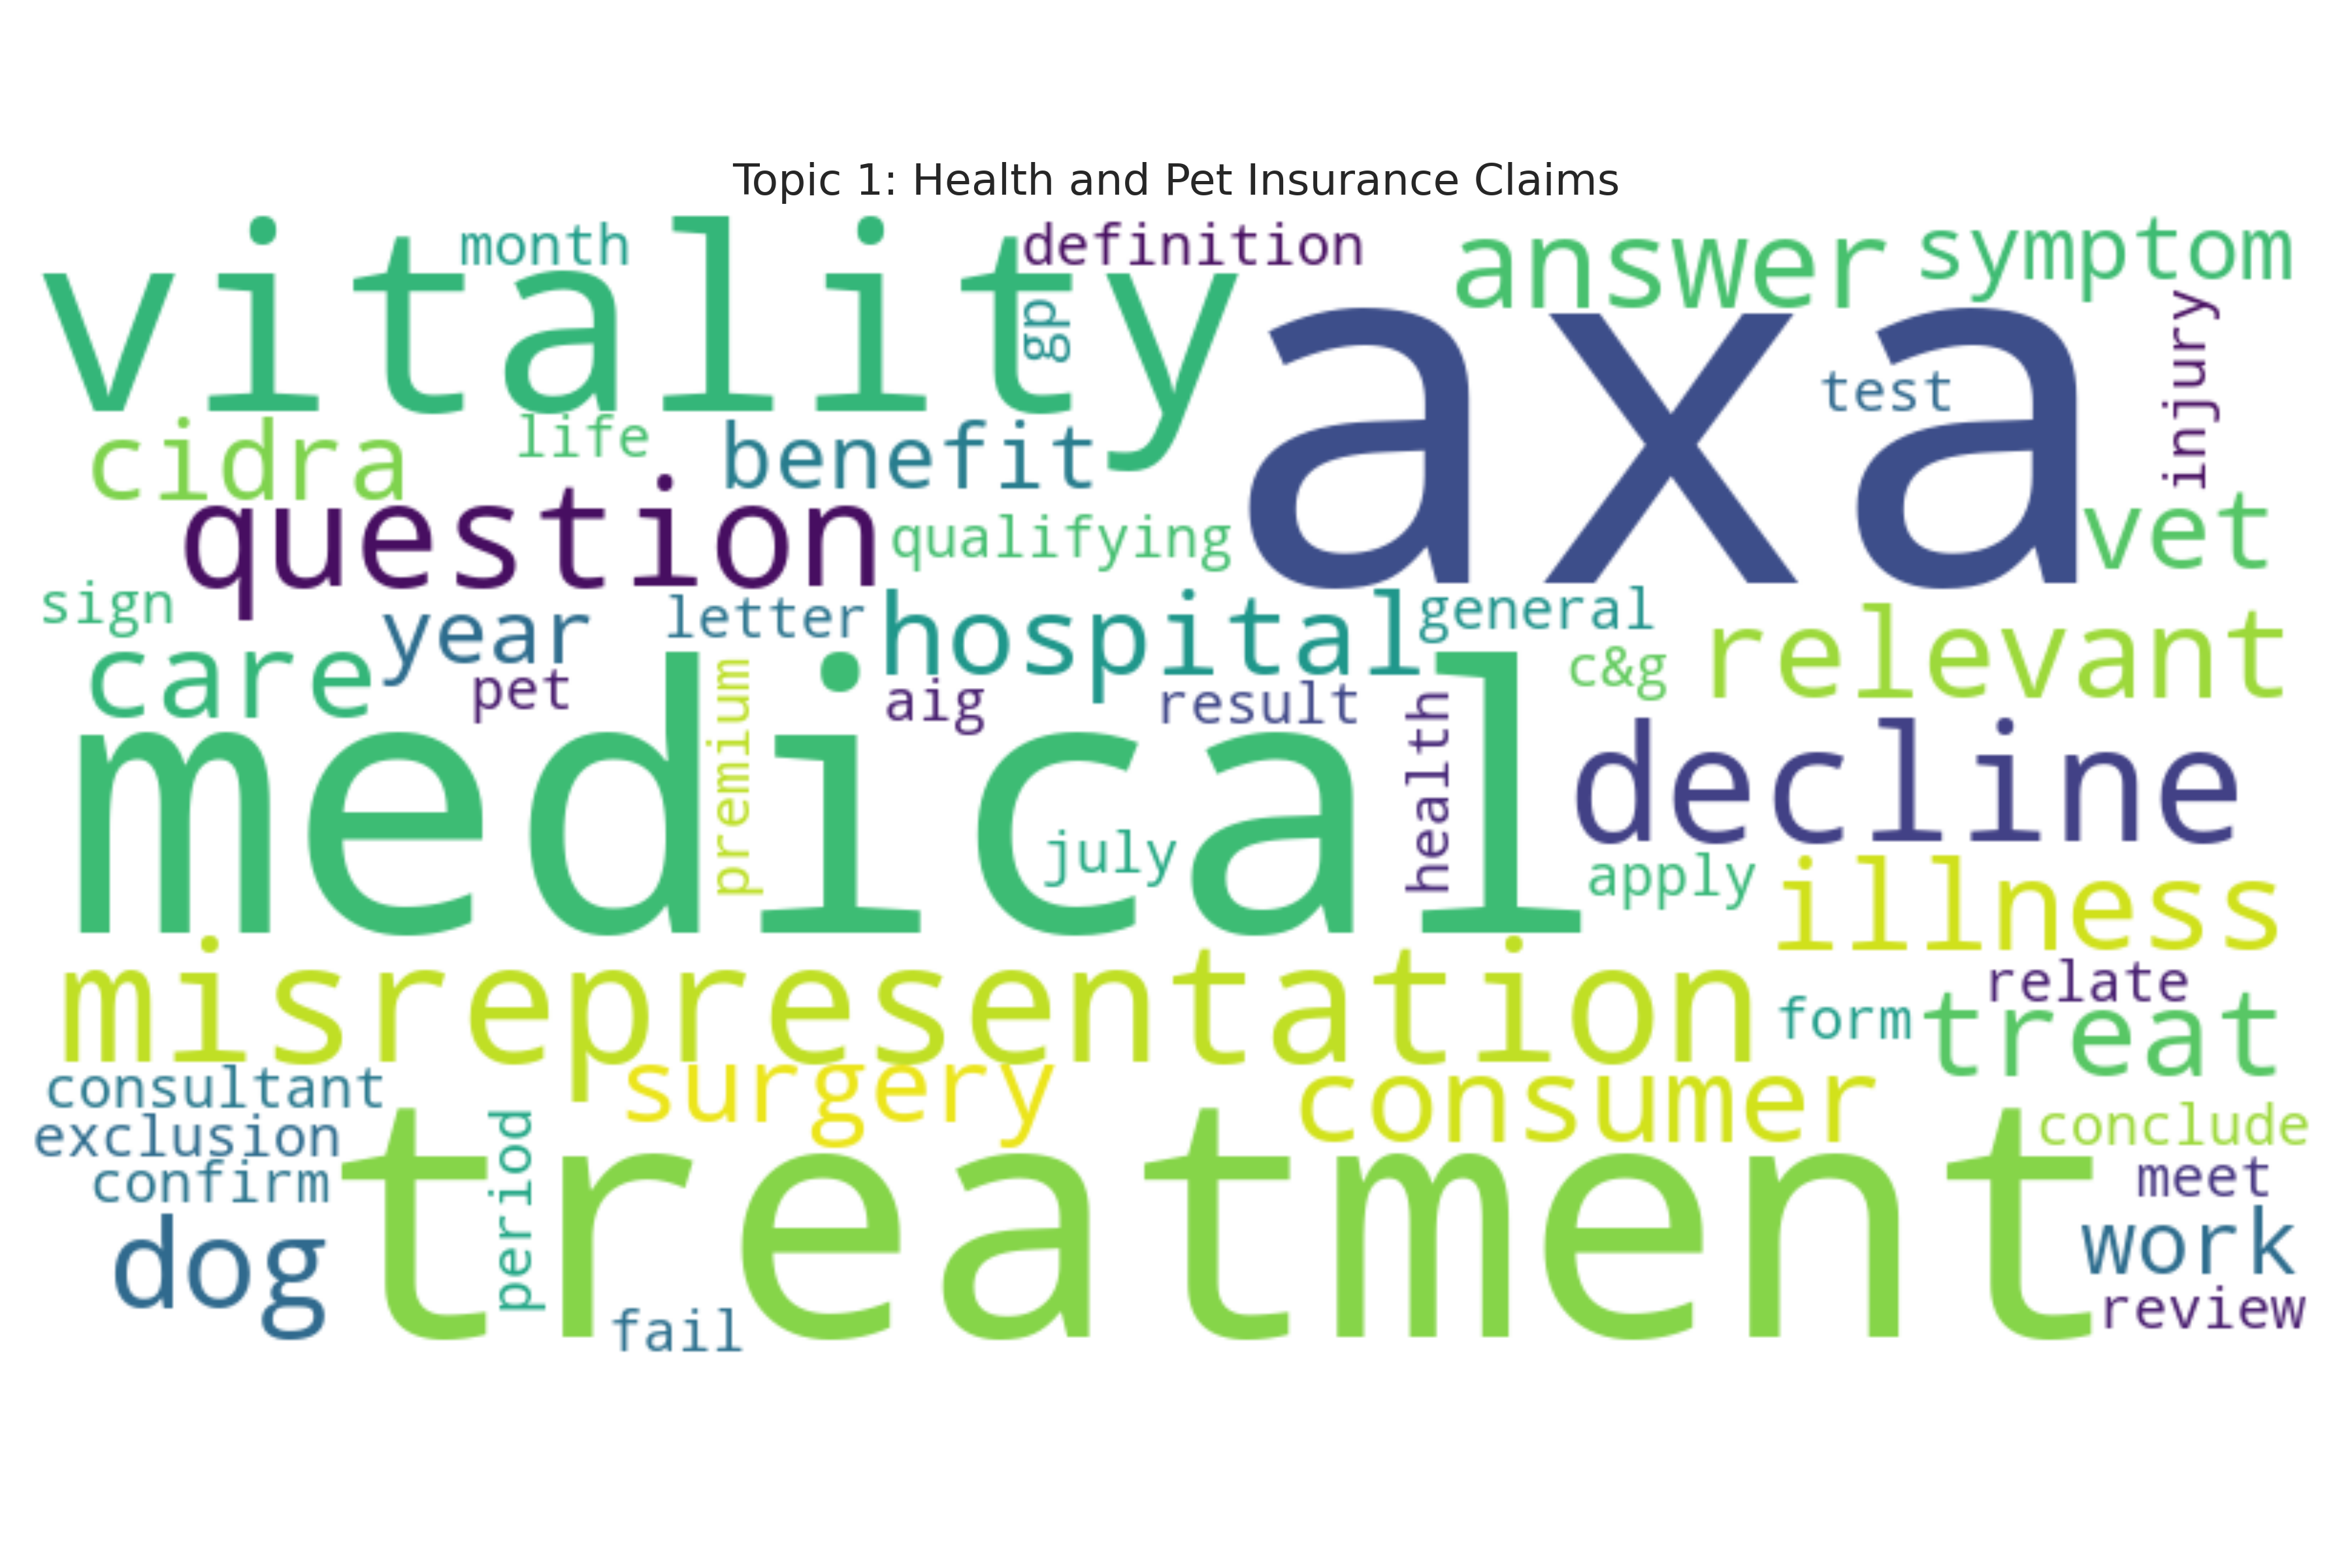 Topic 1: Health and Pet Insurance Claims
vitality
month
definition
answer
symptom
gp
axa
test
injury
cidra
life
benefit
question
qualifying
vet
sign
year
letter
hospital
general
care
pet
aig
result
c&g
relevant
medical
premium
july
health
decline
apply
illness
misrepresentation
relate
form
treat
consultant
surgery
consumer
exclusion
conclude
confirm
period
treatment
meet
dog
work
fail
review